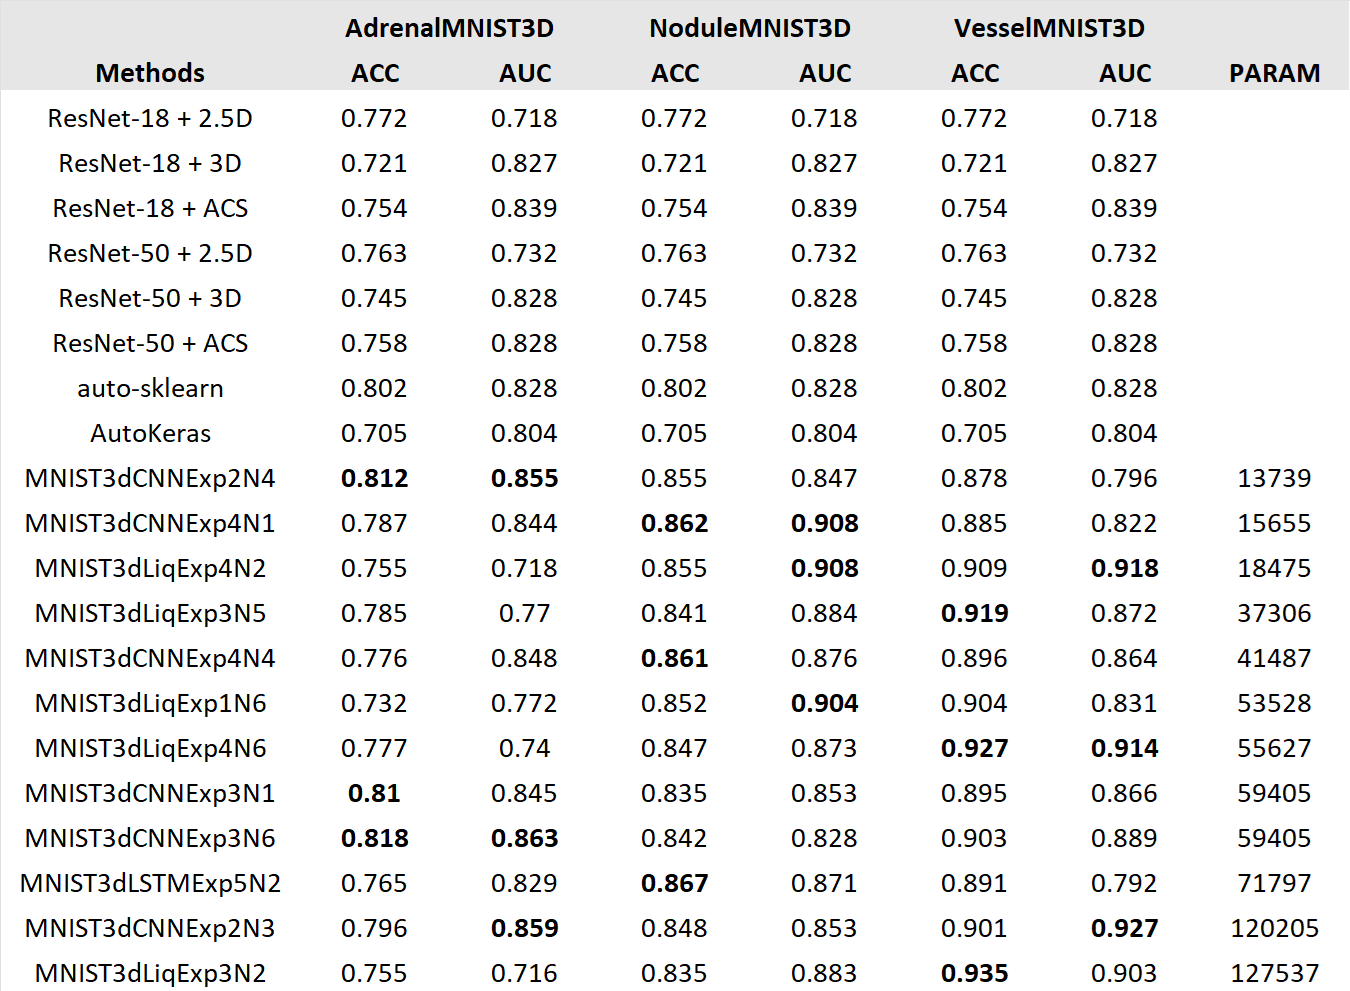 AdrenalMNIST3D NoduleMNIST3D VesselMNIST3D
Methods ACC AUC ACC AUC ACC AUC PARAM
ResNet-18 + 2.5D 0.772 0.718 0.772 0.718 0.772 0.718
ResNet-18 + 3D 0.721 0.827 0.721 0.827 0.721 0.827
ResNet-18 + ACS 0.754 0.839 0.754 0.839 0.754 0.839
ResNet-50 + 2.5D 0.763 0.732 0.763 0.732 0.763 0.732
ResNet-50 + 3D 0.745 0.828 0.745 0.828 0.745 0.828
ResNet-50 + ACS 0.758 0.828 0.758 0.828 0.758 0.828
auto-sklearn 0.802 0.828 0.802 0.828 0.802 0.828
AutoKeras 0.705 0.804 0.705 0.804 0.705 0.804
MNIST3dCNNExp2N4 0.812 0.855 0.855 0.847 0.878 0.796 13739
MNIST3dCNNExp4N1 0.787 0.844 0.862 0.908 0.885 0.822 15655
MNIST3dLiqExp4N2 0.755 0.718 0.855 0.908 0.909 0.918 18475
MNIST3dLiqExp3N5 0.785 0.77 0.841 0.884 0.919 0.872 37306
MNIST3dCNNExp4N4 0.776 0.848 0.861 0.876 0.896 0.864 41487
MNIST3dLiqExp1N6 0.732 0.772 0.852 0.904 0.904 0.831 53528
MNIST3dLiqExp4N6 0.777 0.74 0.847 0.873 0.927 0.914 55627
MNIST3dCNNExp3N1 0.81 0.845 0.835 0.853 0.895 0.866 59405
MNIST3dCNNExp3N6 0.818 0.863 0.842 0.828 0.903 0.889 59405
MNIST3dLSTMExp5N2 0.765 0.829 0.867 0.871 0.891 0.792 71797
MNIST3dCNNExp2N3 0.796 0.859 0.848 0.853 0.901 0.927 120205
MNIST3dLiqExp3N2 0.755 0.716 0.835 0.883 0.935 0.903 127537